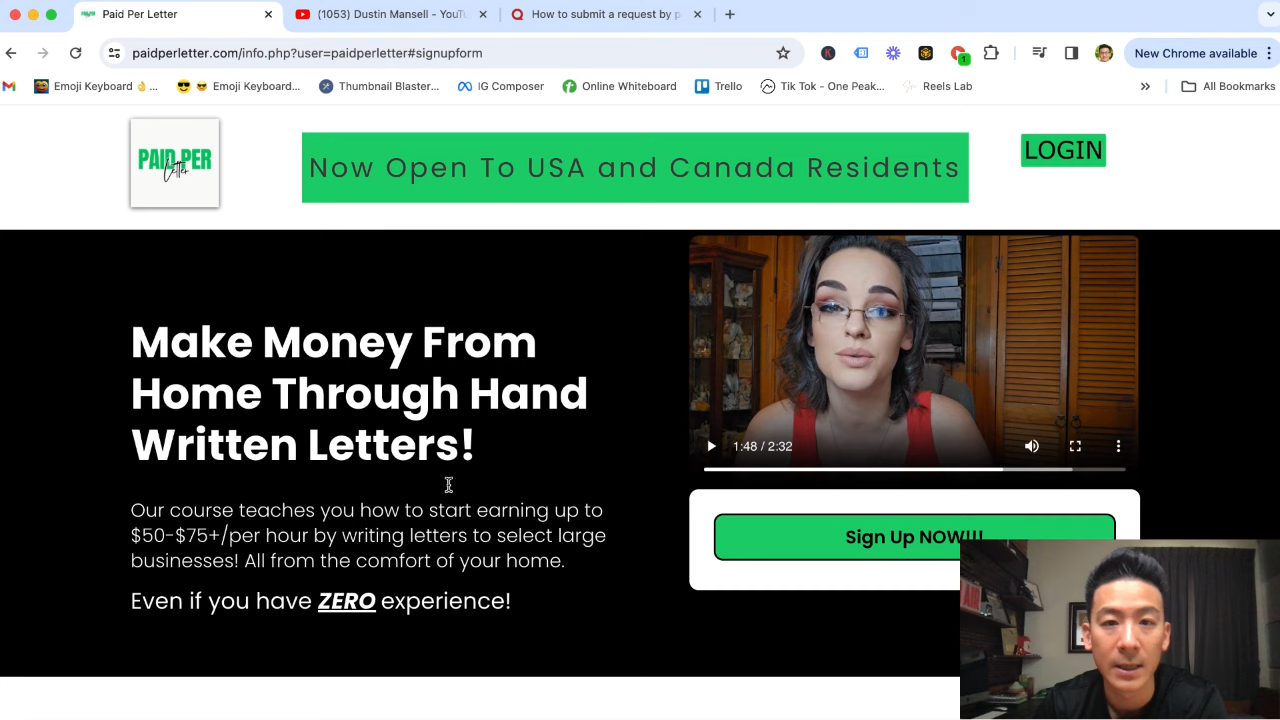 Paid Per Letter
(1053) Dustin Mansell - YouTu
How to submit a request by p
paidperletter.com/info.php?user=paidperletter#signupform
1
New Chrome available
Emoji Keyboard 👌 ...
😎 Emoji Keyboard...
Thumbnail Blaster...
IG Composer
Online Whiteboard
Trello
Tik Tok - One Peak...
Reels Lab
All Bookmarks
PAID PER
Letter
Now Open To USA and Canada Residents
LOGIN
Make Money From
Home Through Hand
Written Letters!
Our course teaches you how to start earning up to
$50-$75+/per hour by writing letters to select large
businesses! All from the comfort of your home.
Even if you have ZERO experience!
1:48 / 2:32
Sign Up NOW!!!